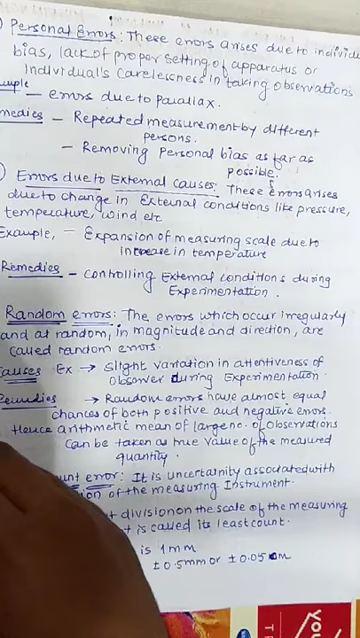 Personal Errors: These errors arises due to individu
bias, lack of proper setting of apparatus or
individual's carelessness in taking observations
ample — errors due to parallax.
medies — Repeated measurement by different
persons.
— Removing Personal bias as far as
possible.
Errors due to External Causes: These errors arises
due to change in External conditions like pressure,
temperature, wind etc
Example, — Expansion of measuring scale due to
increase in temperature
Remedies — Controlling External conditions during
Experimentation.
Random errors: The errors which occur irregularly
and at random, in magnitude and direction, are
called random errors.
Causes Ex → Slight variation in attentiveness of
observer during Experimentation.
Remedies → Random errors have almost equal
chances of both positive and negative errors.
Hence arithmetic mean of large no. of observations
Can be taken as true value of the measured
quantity.
unt error: It is uncertainity associated with
ion of the measuring Instrument.
t division on the scale of the measuring
t is called its least count.
is 1mm
±0.5mm or ±0.05cm
YOU